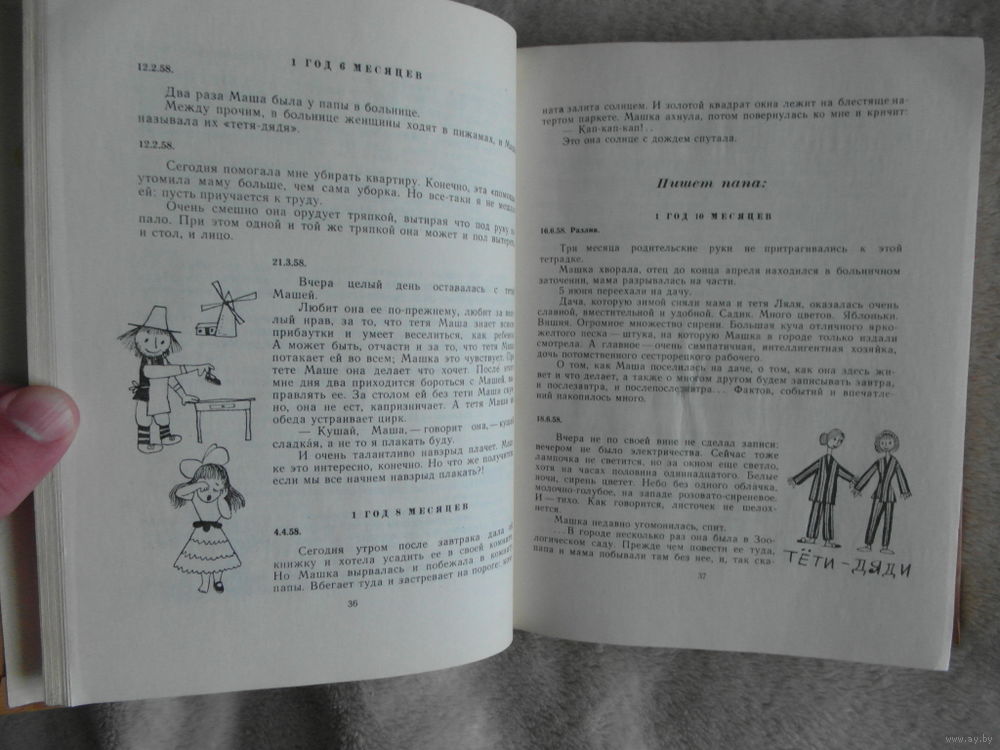 1 ГОД 6 МЕСЯЦЕВ
12.2.58.
Два раза Маша была у папы в больнице.
Между прочим, в больнице женщины ходят в пижамах, и Маша
называла их «тетя-дядя».
12.2.58.
Сегодня помогала мне убирать квартиру. Конечно, эта «помощь»
утомила маму больше, чем сама уборка. Но все-таки я не меша
ей: пусть приучается к труду.
Очень смешно она орудует тряпкой, вытирая что под руку по
пало. При этом одной и той же тряпкой она может и пол вытереть,
и стол, и лицо.
21.3.58.
Вчера целый день оставалась с тетей
Машей.
Любит она ее по-прежнему, любит за
лый нрав, за то, что тетя Маша знает всякие
прибаутки и умеет веселиться, как ребенок.
А может быть, отчасти и за то, что тетя Маша
потакает ей во всем; Машка это чувствует. При
тете Маше она делает что хочет. После этого
мне дня два приходится бороться с Машей,
правлять ее. За столом ей без тети Маши скуч
но, она не ест, капризничает. А тетя Маша из
обеда устраивает цирк.
— Кушай, Маша, — говорит она, — кушай,
сладкая, а не то я плакать буду.
И очень талантливо навзрыд плачет. Маш
ке это интересно, конечно. Но что же получится,
если мы все начнем навзрыд плакать?!
1 ГОД 8 МЕСЯЦЕВ
4.4.58.
Сегодня утром после завтрака дала ей
книжку и хотела усадить ее в своей комнате.
Но Машка вырвалась и побежала в комнату
папы. Вбегает туда и застревает на пороге: ком
36
ната залита солнцем. И золотой квадрат окна лежит на блестяще на-
тертом паркете. Машка ахнула, потом повернулась ко мне и кричит:
— Кап-кап-кап!..
Это она солнце с дождем спутала.
Пишет папа:
1 ГОД 10 МЕСЯЦЕВ
16.6.58. Разлив.
Три месяца родительские руки не притрагивались к этой
тетрадке.
Машка хворала, отец до конца апреля находился в больничном
заточении, мама разрывалась на части.
5 июня переехали на дачу.
Дача, которую зимой сняли мама и тетя Ляля, оказалась очень
славной, вместительной и удобной. Садик. Много цветов. Яблоньки.
Вишня. Огромное множество сирени. Большая куча отличного ярко-
желтого песка — штука, на которую Машка в городе только издали
смотрела. А главное — очень симпатичная, интеллигентная хозяйка,
дочь потомственного сестрорецкого рабочего.
О том, как Маша поселилась на даче, о том, как она здесь жи-
вет и что делает, а также о многом другом будем записывать завтра,
и послезавтра, и послепослезавтра... Фактов, событий и впечатле-
ний накопилось много.
18.6.58.
Вчера не по своей вине не сделал записи:
вечером не было электричества. Сейчас тоже
лампочка не светится, но за окном еще светло,
хотя на часах половина одиннадцатого. Белые
ночи, сирень цветет. Небо без одного облачка,
молочно-голубое, на западе розовато-сиреневое.
И — тихо. Как говорится, листочек не шелох-
нется.
Машка недавно угомонилась, спит.
...В городе несколько раз она была в Зоо-
логическом саду. Прежде чем повести ее туда,
папа и мама побывали там без нее, и, так ска-
ТЁТИ-ДЯДИ
37
www.ay.by